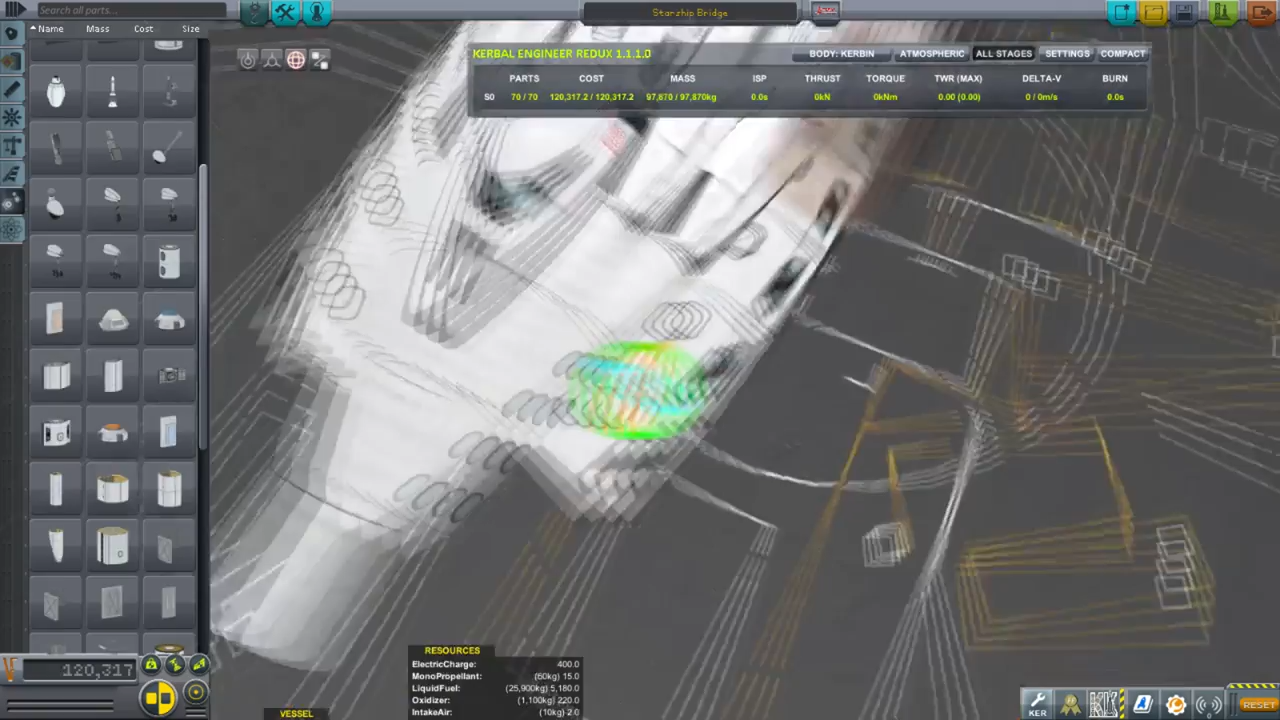 Search all parts...
Starship Bridge
Name Mass Cost Size
KERBAL ENGINEER REDUX 1.1.1.0
BODY: KERBIN ATMOSPHERIC ALL STAGES SETTINGS COMPACT
PARTS COST MASS ISP THRUST TORQUE TWR (MAX) DELTA-V BURN
S0 70 / 70 120,317.2 / 120,317.2 97,870 / 97,870kg 0.0s 0kN 0kNm 0.00 (0.00) 0 / 0m/s 0.0s
RESOURCES
ElectricCharge: 400.0
MonoPropellant: (60kg) 15.0
LiquidFuel: (25,900kg) 5,180.0
Oxidizer: (1,100kg) 220.0
IntakeAir: (10kg) 2.0
120,317
VESSEL
KER
RESET